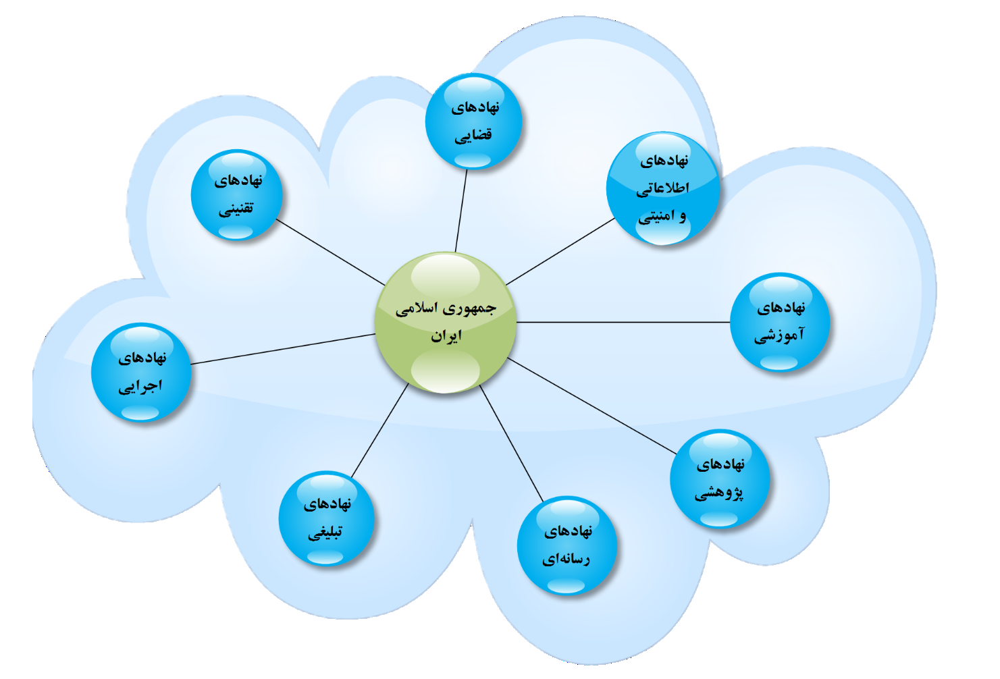 نهادهای
قضایی
نهادهای
اطلاعاتی
و امنیتی
نهادهای
تقنینی
نهادهای
آموزشی
جمهوری اسلامی
ایران
نهادهای
اجرایی
نهادهای
پژوهشی
نهادهای
تبلیغی
نهادهای
رسانه‌ای